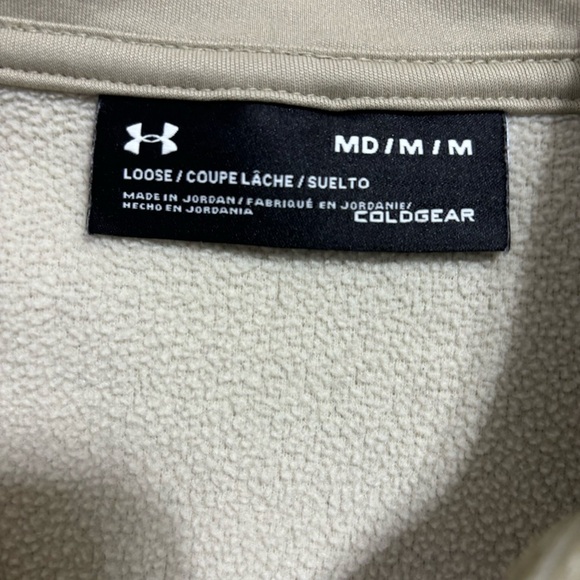 MD / M / M
LOOSE / COUPE LÂCHE / SUELTO
MADE IN JORDAN / FABRIQUÉ EN JORDANIE /
HECHO EN JORDANIA
COLDGEAR